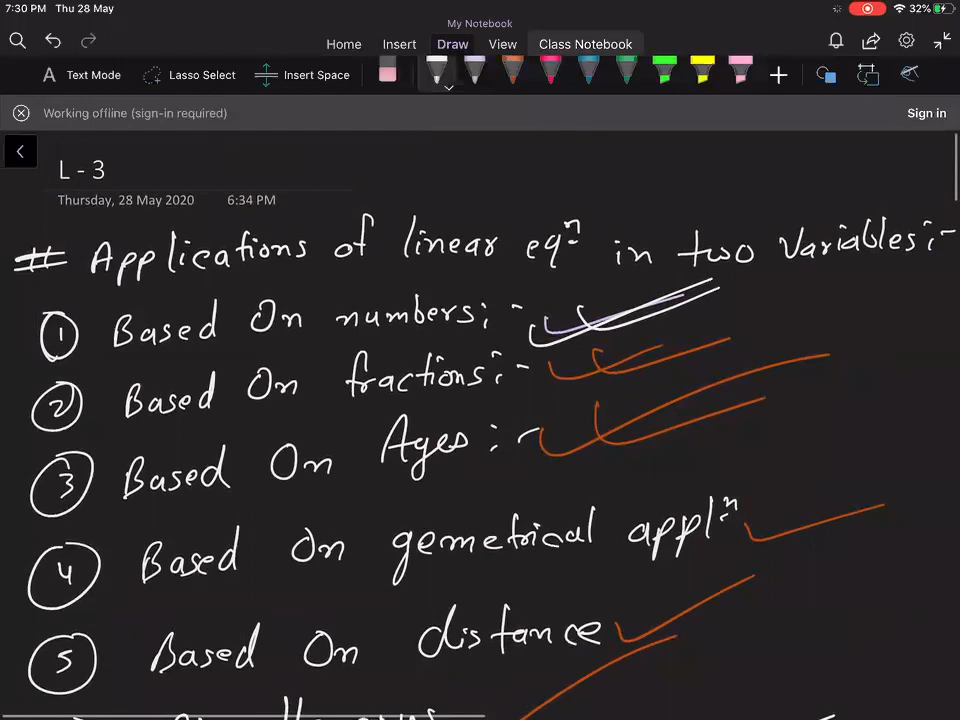 7:30 PM Thu 28 May 32%
My Notebook
Home Insert Draw View Class Notebook
A Text Mode Lasso Select Insert Space
Working offline (sign-in required) Sign in
L - 3
Thursday, 28 May 2020 6:34 PM
# Applications of linear eqⁿ in two variables :-
① Based On numbers :-
② Based On fractions :-
③ Based On Ages :-
④ Based On gemetrical applⁿ
⑤ Based On distance